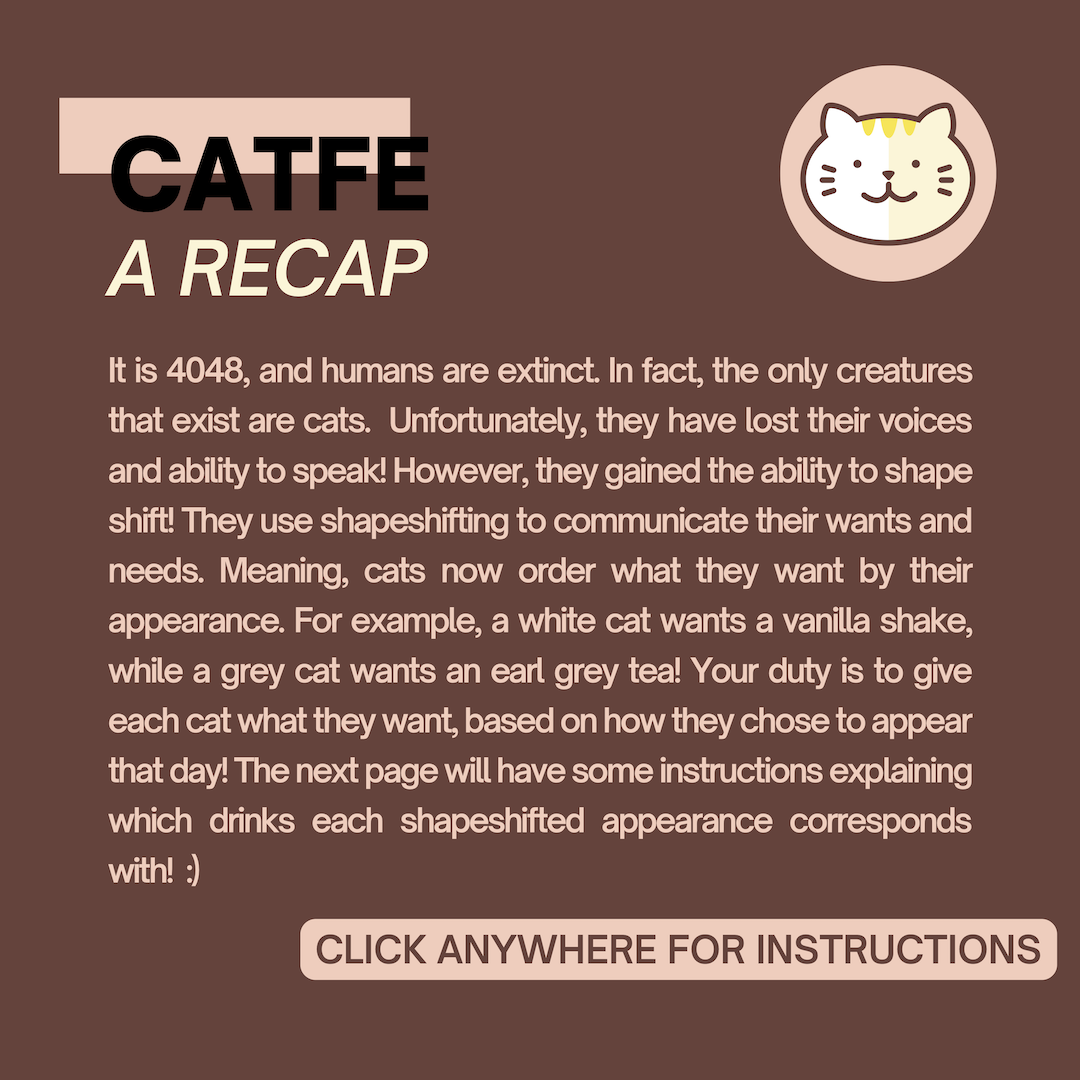 CATFE
A RECAP
It is 4048, and humans are extinct. In fact, the only creatures
that exist are cats.  Unfortunately, they have lost their voices
and ability to speak! However, they gained the ability to shape
shift! They use shapeshifting to communicate their wants and
needs. Meaning, cats now order what they want by their
appearance. For example, a white cat wants a vanilla shake,
while a grey cat wants an earl grey tea! Your duty is to give
each cat what they want, based on how they chose to appear
that day! The next page will have some instructions explaining
which drinks each shapeshifted appearance corresponds
with!  :)
CLICK ANYWHERE FOR INSTRUCTIONS